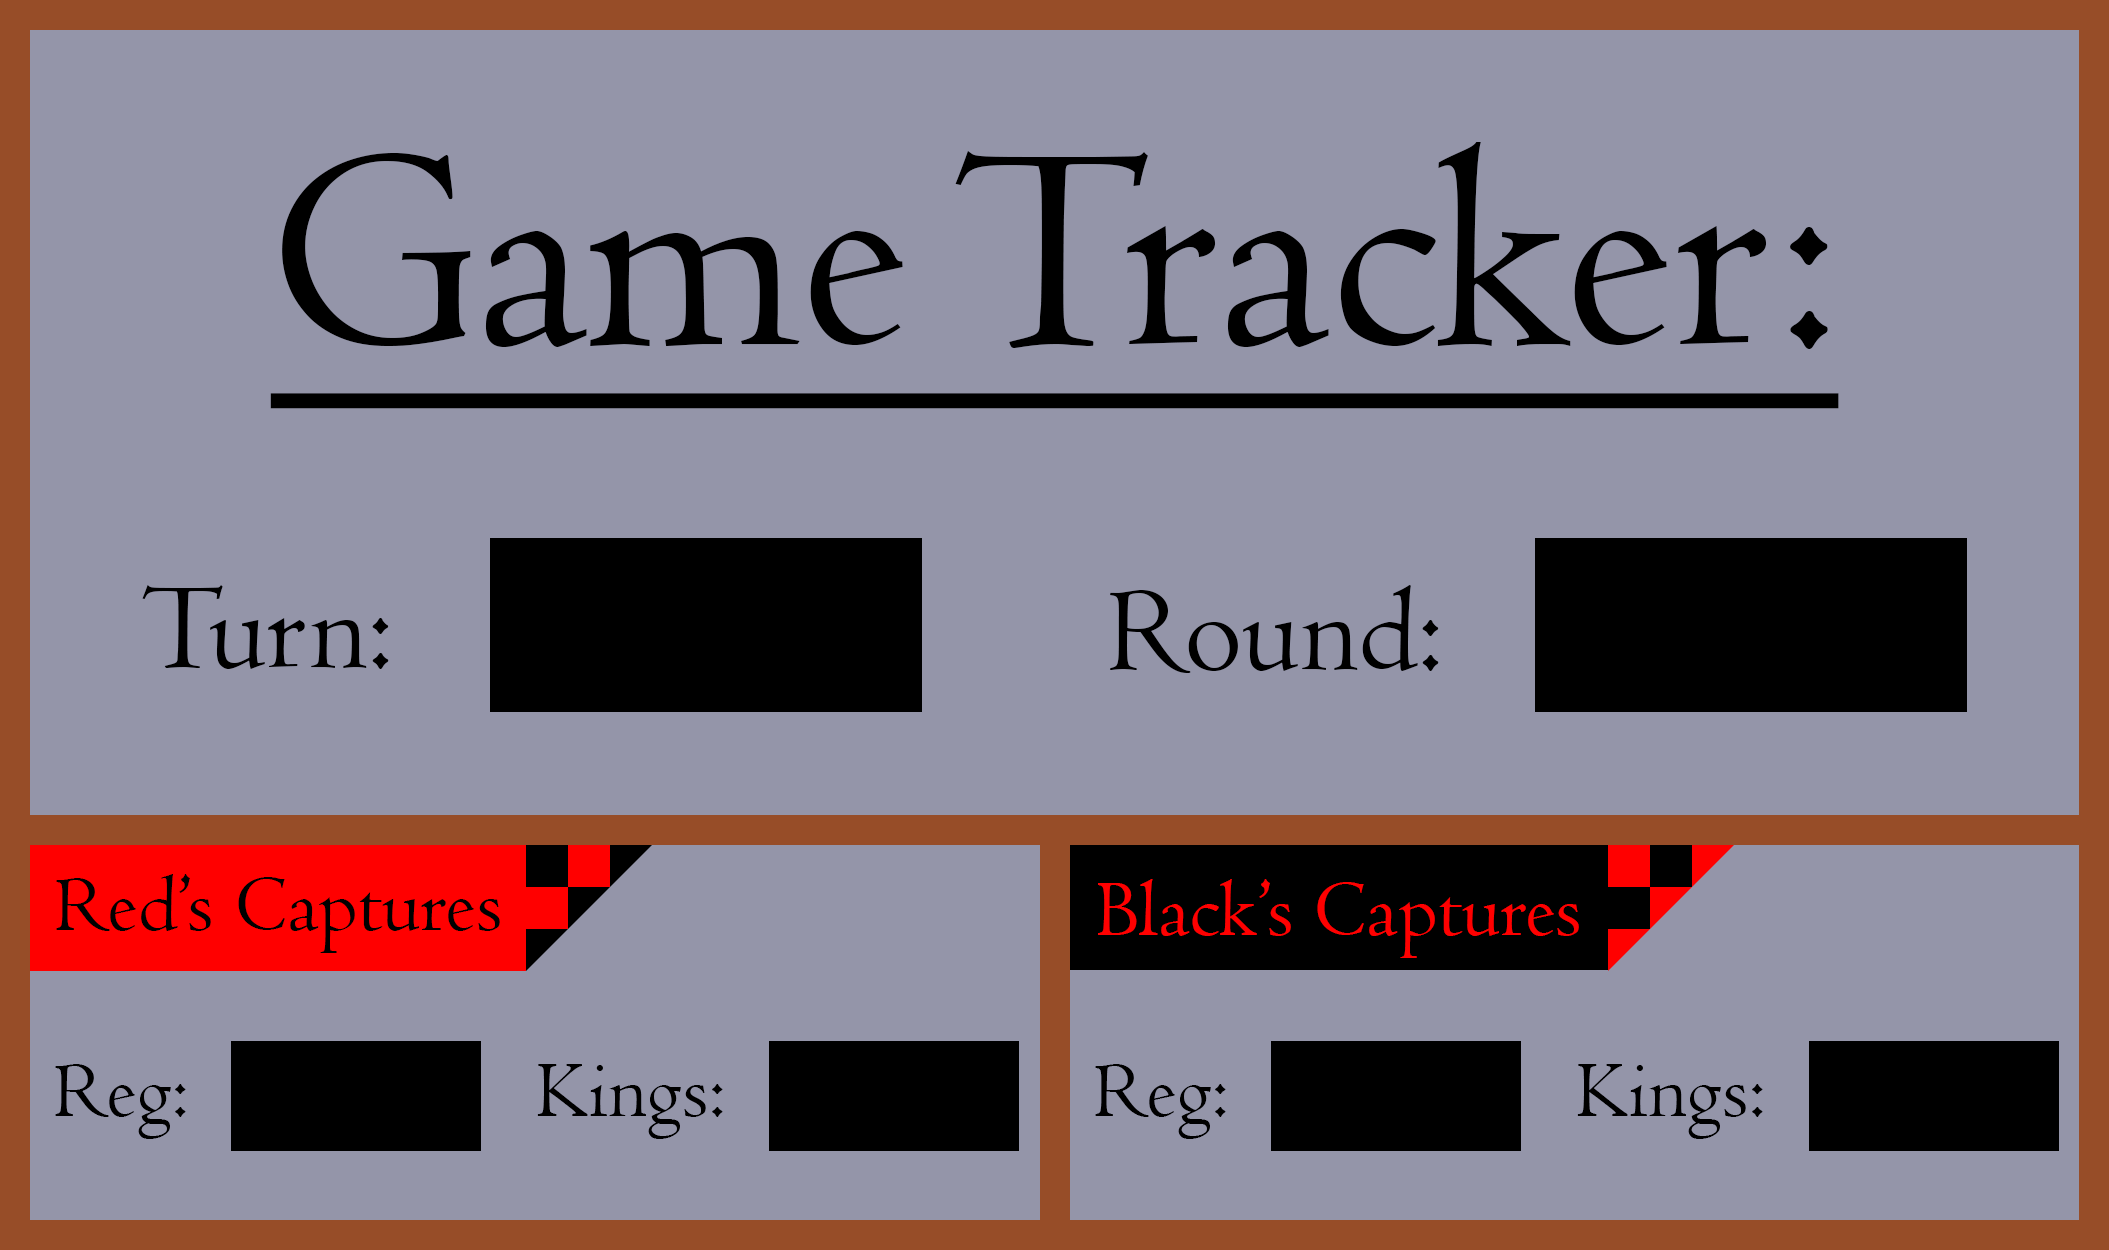 Game Tracker:
Turn:
Round:
Red's Captures
Reg:
Kings:
Black's Captures
Reg:
Kings: